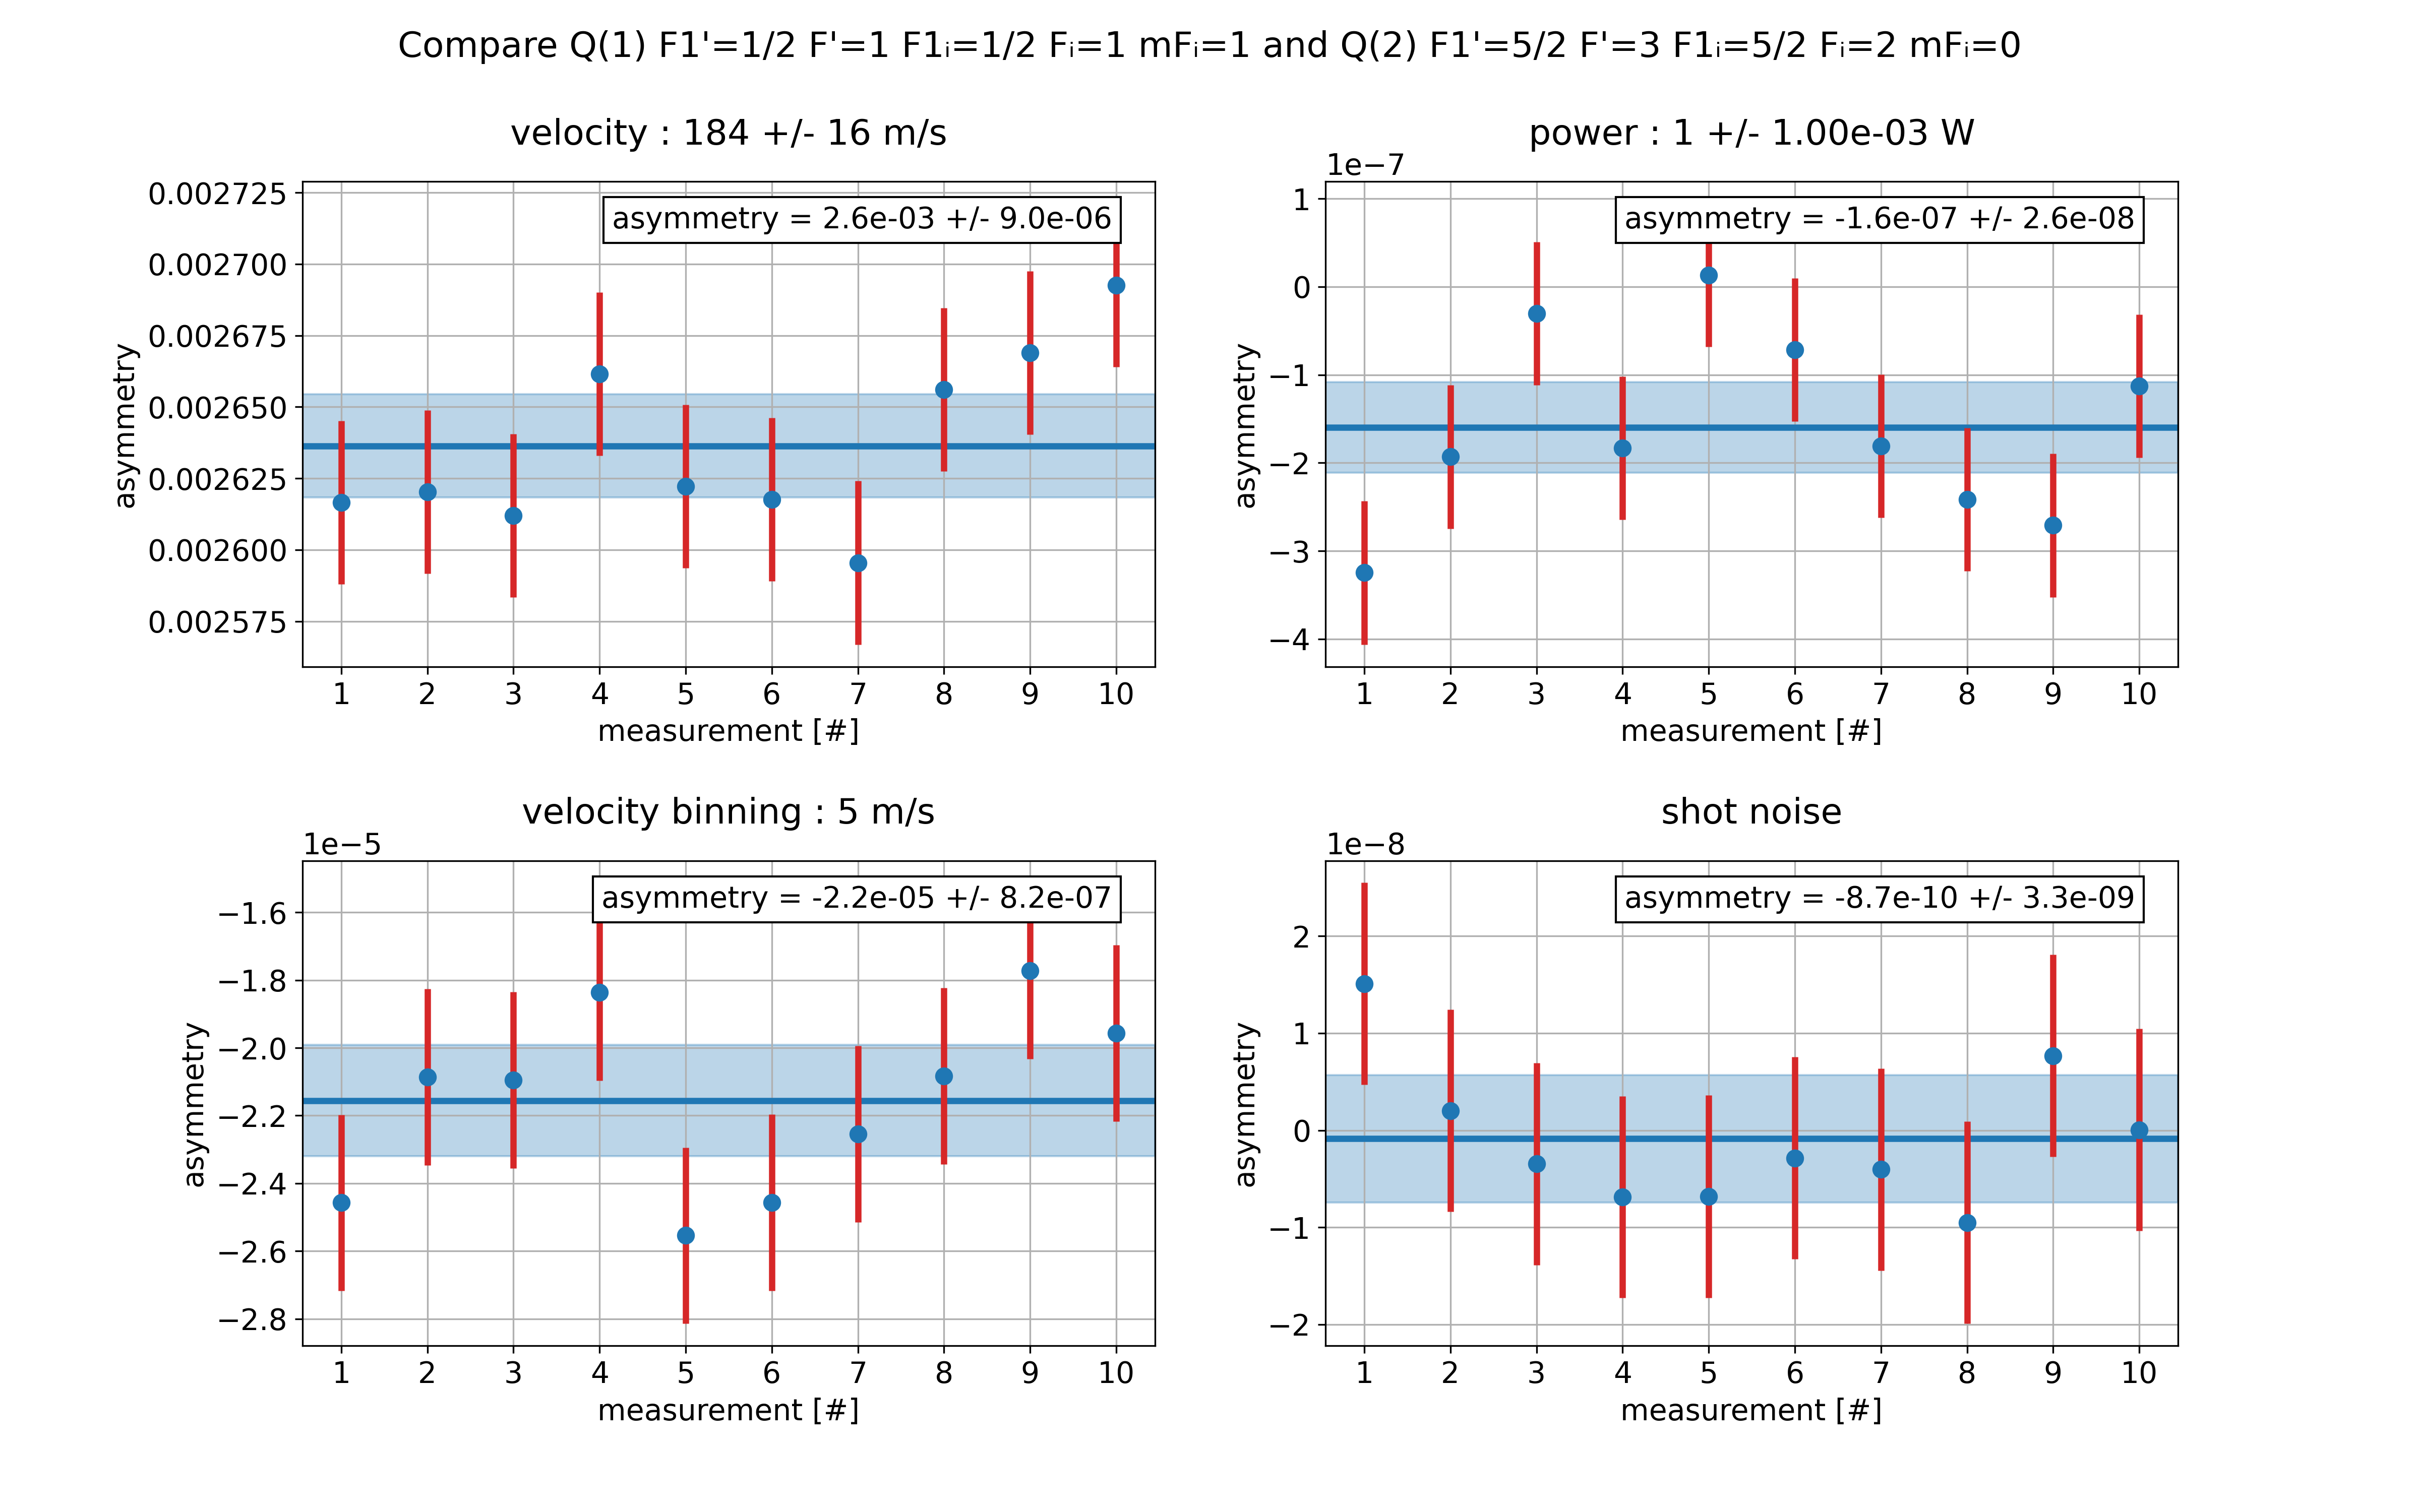 Compare Q(1) F1'=1/2 F'=1 F1ᵢ=1/2 Fᵢ=1 mFᵢ=1 and Q(2) F1'=5/2 F'=3 F1ᵢ=5/2 Fᵢ=2 mFᵢ=0
velocity : 184 +/- 16 m/s
asymmetry = 2.6e-03 +/- 9.0e-06
0.002725
0.002700
0.002675
0.002650
0.002625
0.002600
0.002575
asymmetry
1 2 3 4 5 6 7 8 9 10
measurement [#]
power : 1 +/- 1.00e-03 W
1e−7
asymmetry = -1.6e-07 +/- 2.6e-08
1
0
−1
−2
−3
−4
asymmetry
1 2 3 4 5 6 7 8 9 10
measurement [#]
velocity binning : 5 m/s
1e−5
asymmetry = -2.2e-05 +/- 8.2e-07
−1.6
−1.8
−2.0
−2.2
−2.4
−2.6
−2.8
asymmetry
1 2 3 4 5 6 7 8 9 10
measurement [#]
shot noise
1e−8
asymmetry = -8.7e-10 +/- 3.3e-09
2
1
0
−1
−2
asymmetry
1 2 3 4 5 6 7 8 9 10
measurement [#]